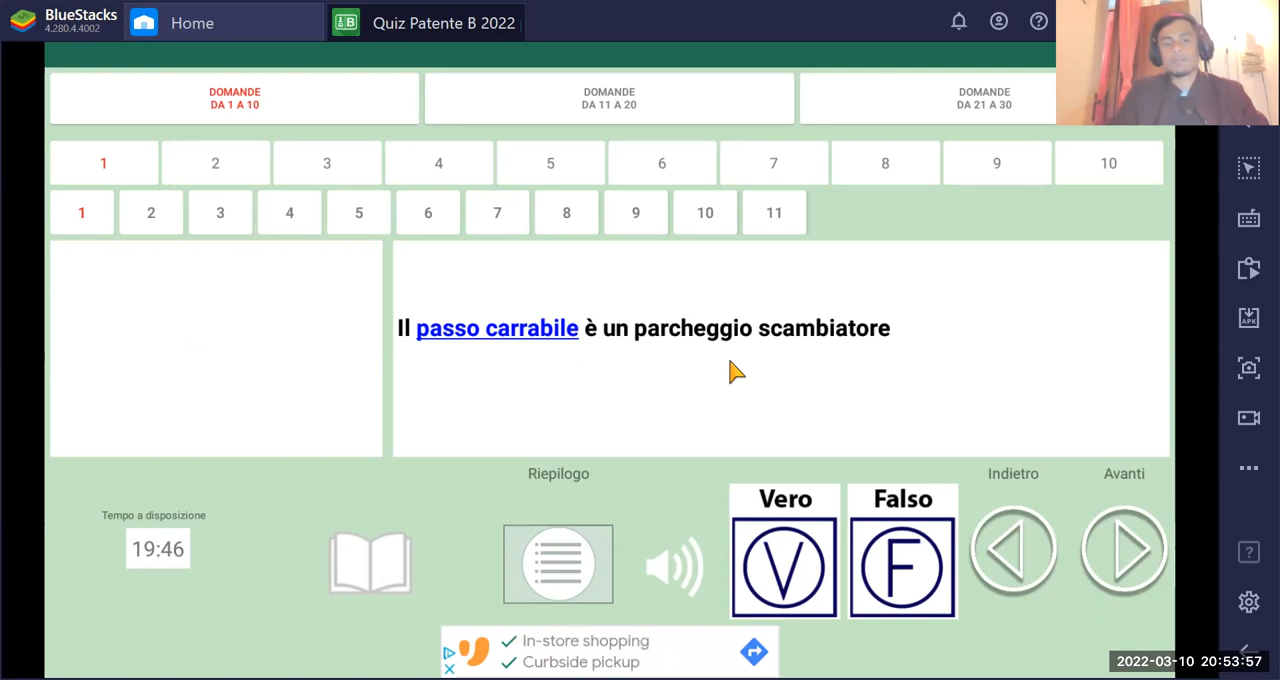 BlueStacks
4.280.4.4002
Home
Quiz Patente B 2022
DOMANDE
DA 1 A 10
DOMANDE
DA 11 A 20
DOMANDE
DA 21 A 30
1 2 3 4 5 6 7 8 9 10
1 2 3 4 5 6 7 8 9 10 11
Il passo carrabile è un parcheggio scambiatore
Riepilogo
Indietro
Avanti
Tempo a disposizione
19:46
Vero
Falso
V
F
In-store shopping
Curbside pickup
APK
2022-03-10 20:53:57